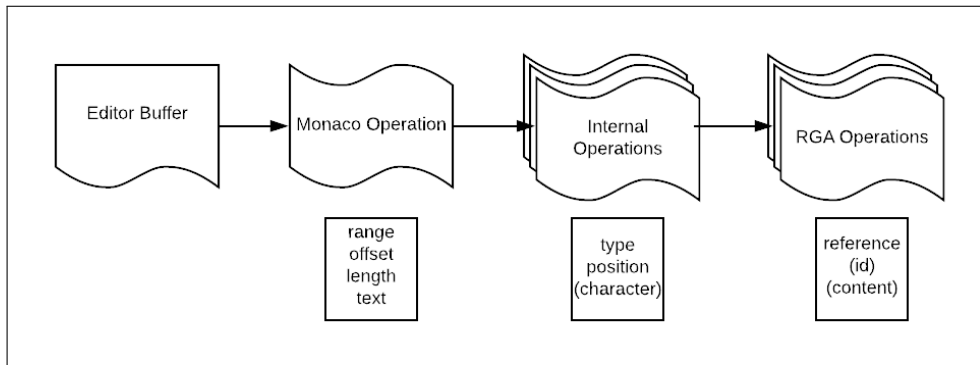 Editor Buffer
Monaco Operation
Internal
Operations
RGA Operations
range
offset
length
text
type
position
(character)
reference
(id)
(content)